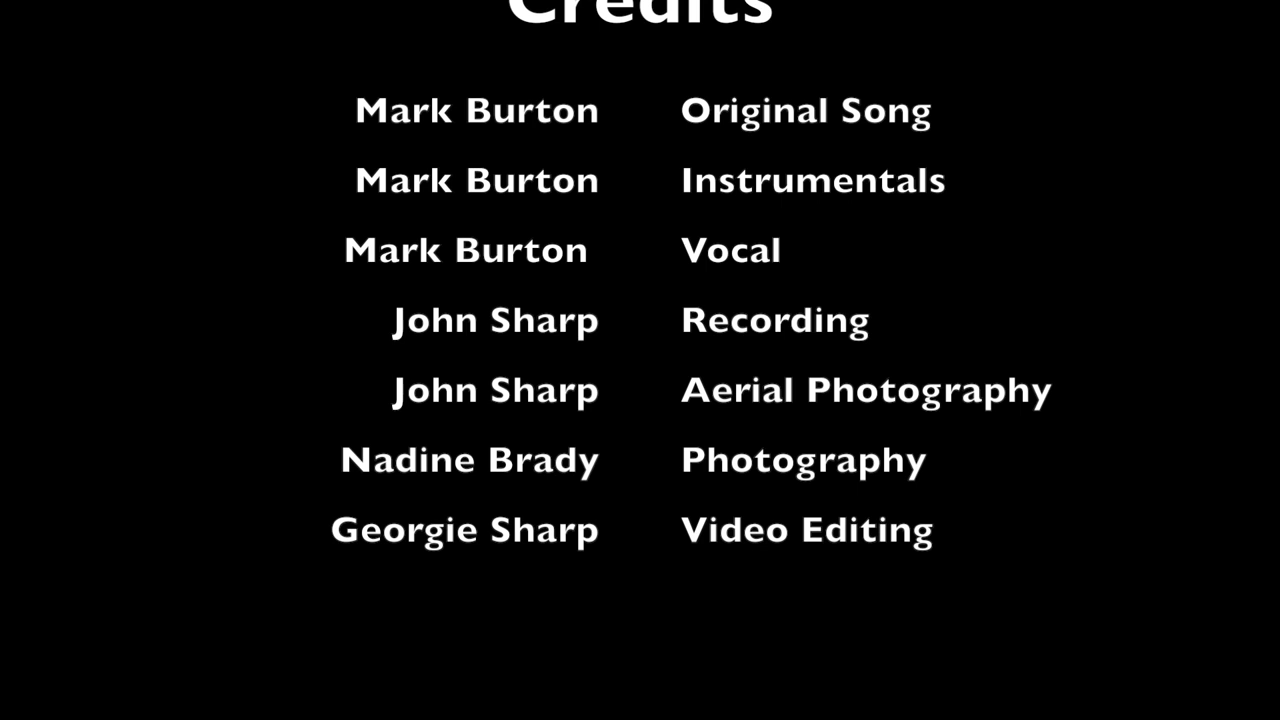 Credits
Mark Burton Original Song
Mark Burton Instrumentals
Mark Burton Vocal
John Sharp Recording
John Sharp Aerial Photography
Nadine Brady Photography
Georgie Sharp Video Editing